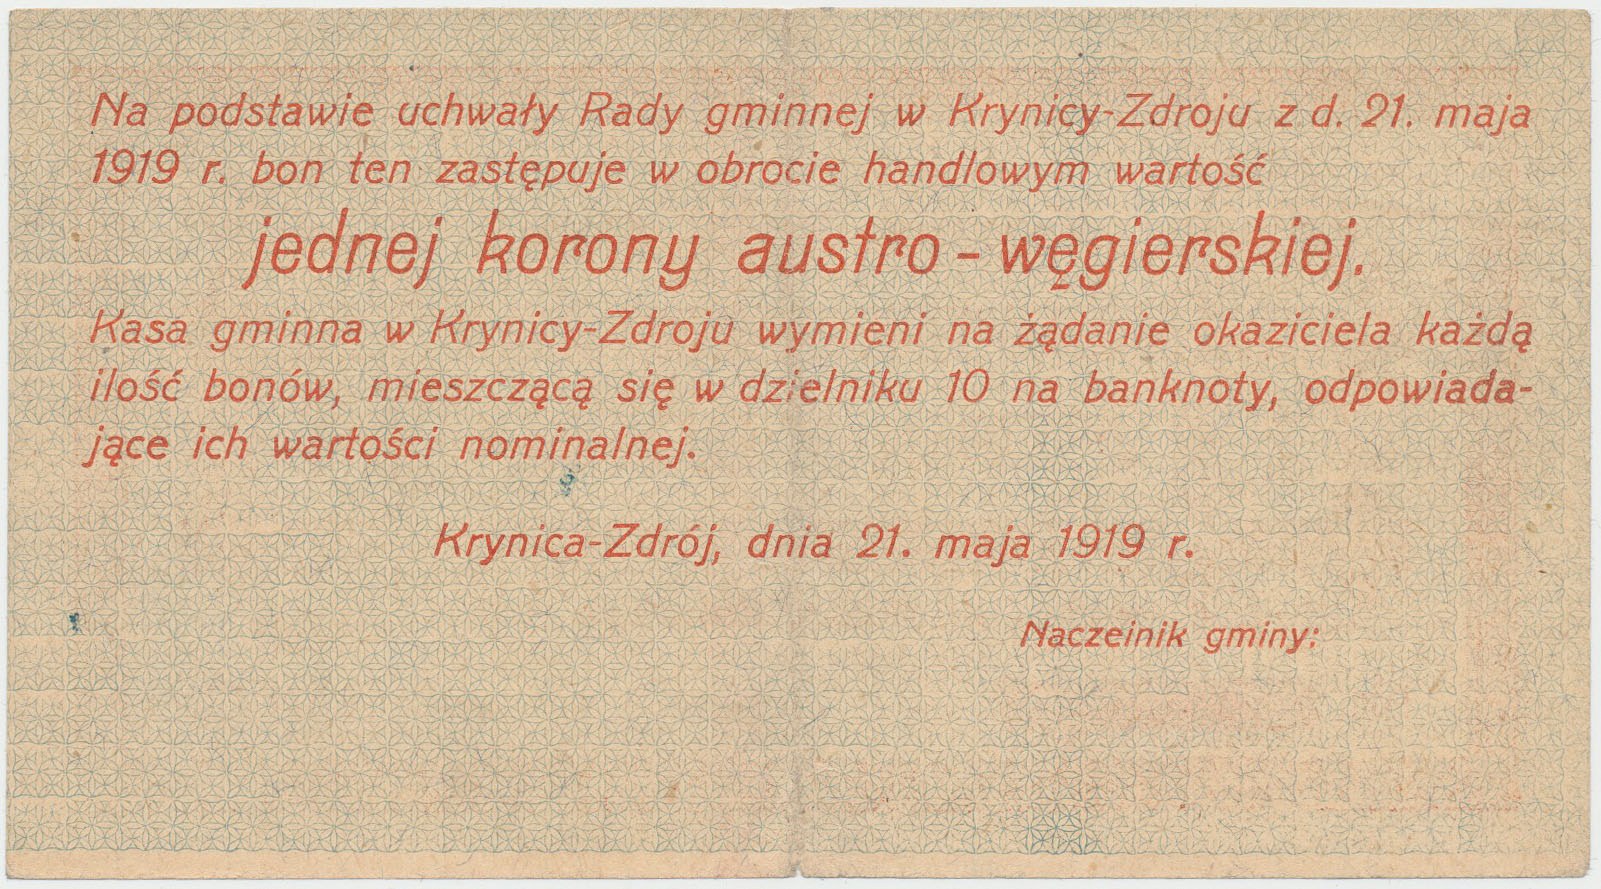 Na podstawie uchwały Rady gminnej w Krynicy-Zdroju z d. 21. maja
1919 r. bon ten zastępuje w obrocie handlowym wartość
jednej korony austro-węgierskiej.
Kasa gminna w Krynicy-Zdroju wymieni na żądanie okaziciela każdą
ilość bonów, mieszczącą się w dzielniku 10 na banknoty, odpowiada-
jące ich wartości nominalnej.
Krynica-Zdrój, dnia 21. maja 1919 r.
Naczelnik gminy: